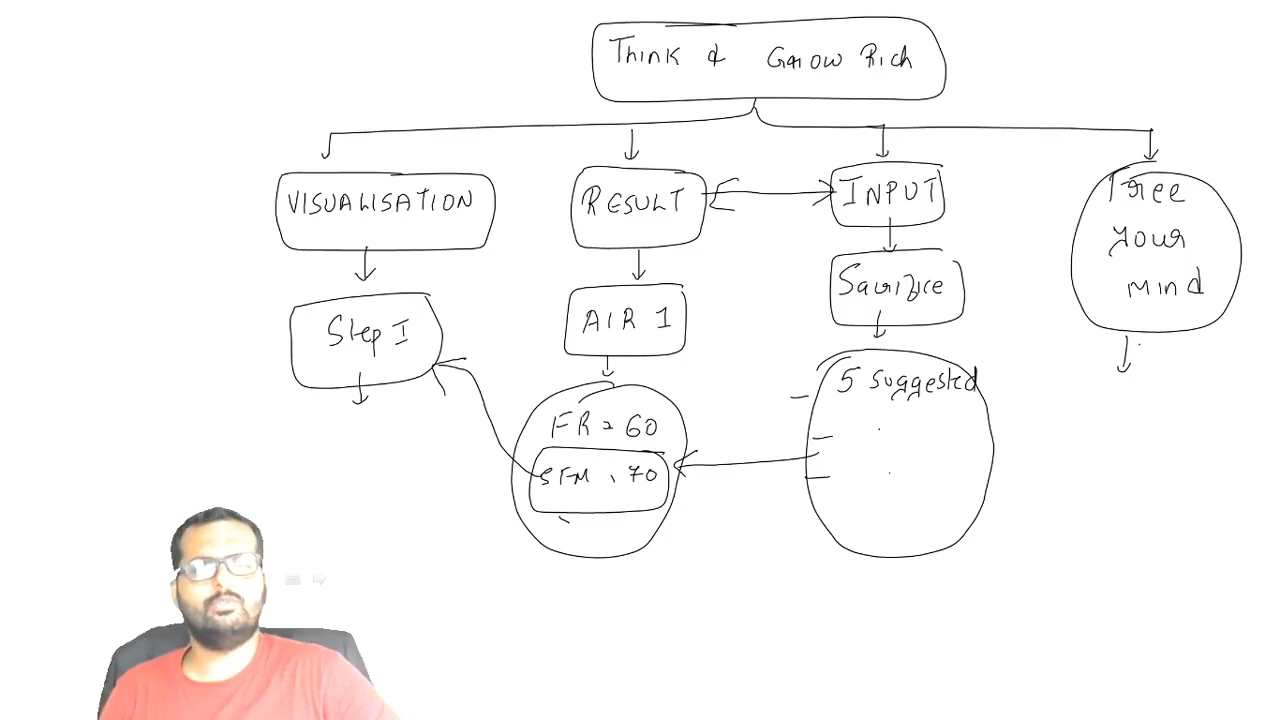 Think & Grow Rich
VISUALISATION
RESULT
INPUT
Free
your
mind
Step I
AIR 1
Sacrifice
5 suggested
FR = 60
SFM . 70